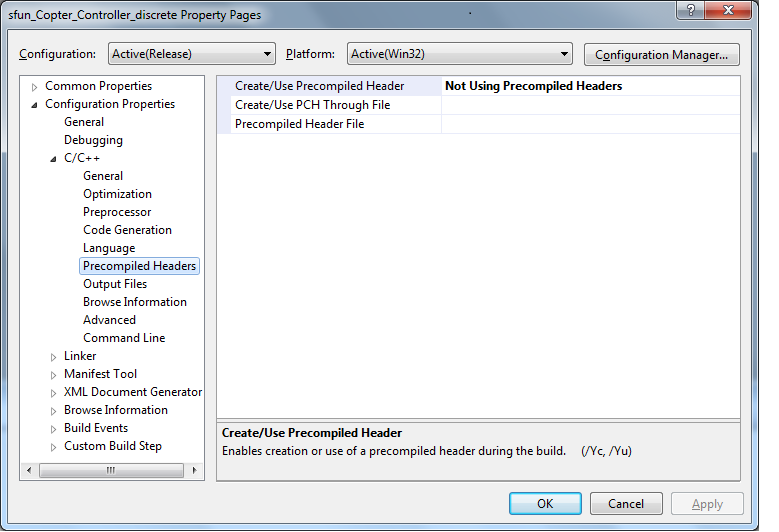 sfun_Copter_Controller_discrete Property Pages
Configuration: Active(Release) Platform: Active(Win32) Configuration Manager...
Common Properties
Configuration Properties
General
Debugging
C/C++
General
Optimization
Preprocessor
Code Generation
Language
Precompiled Headers
Output Files
Browse Information
Advanced
Command Line
Linker
Manifest Tool
XML Document Generator
Browse Information
Build Events
Custom Build Step
Create/Use Precompiled Header Not Using Precompiled Headers
Create/Use PCH Through File
Precompiled Header File
Create/Use Precompiled Header
Enables creation or use of a precompiled header during the build. (/Yc, /Yu)
OK Cancel Apply